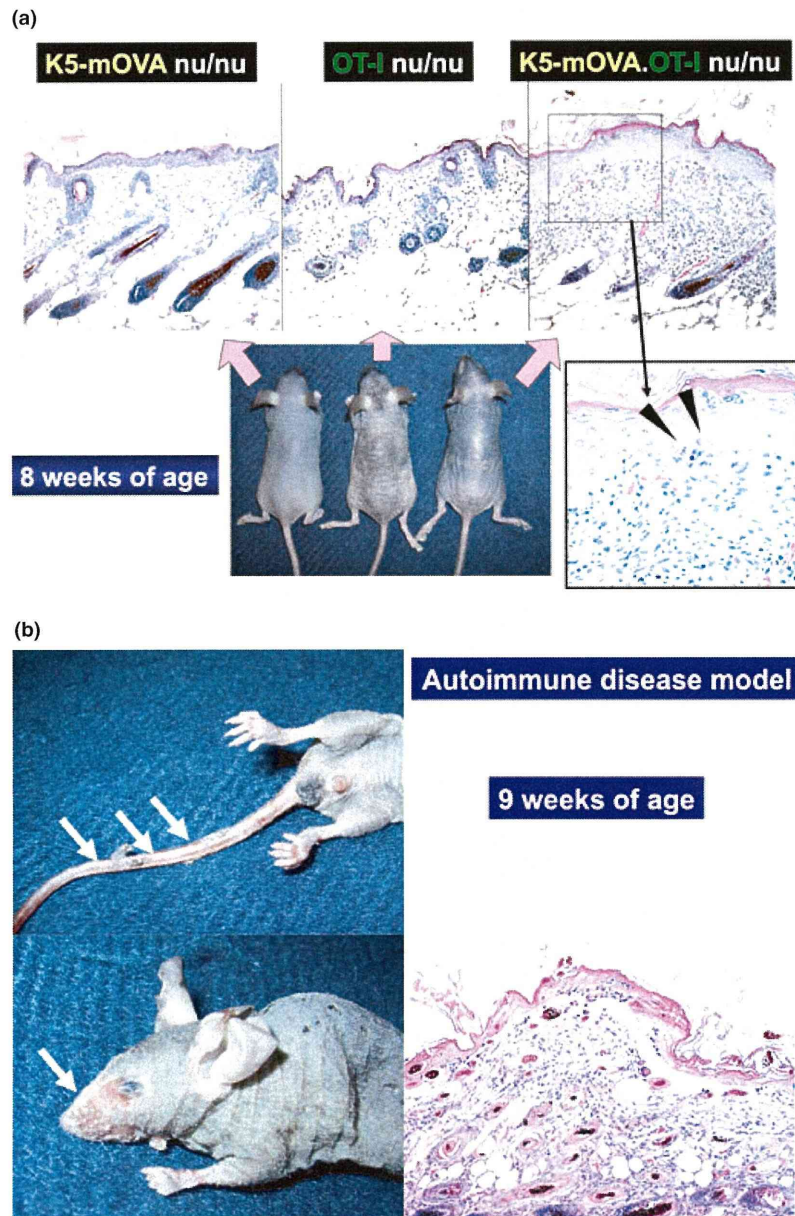 (a)
K5-mOVA nu/nu
OT-I nu/nu
K5-mOVA.OT-I nu/nu
8 weeks of age
(b)
Autoimmune disease model
9 weeks of age